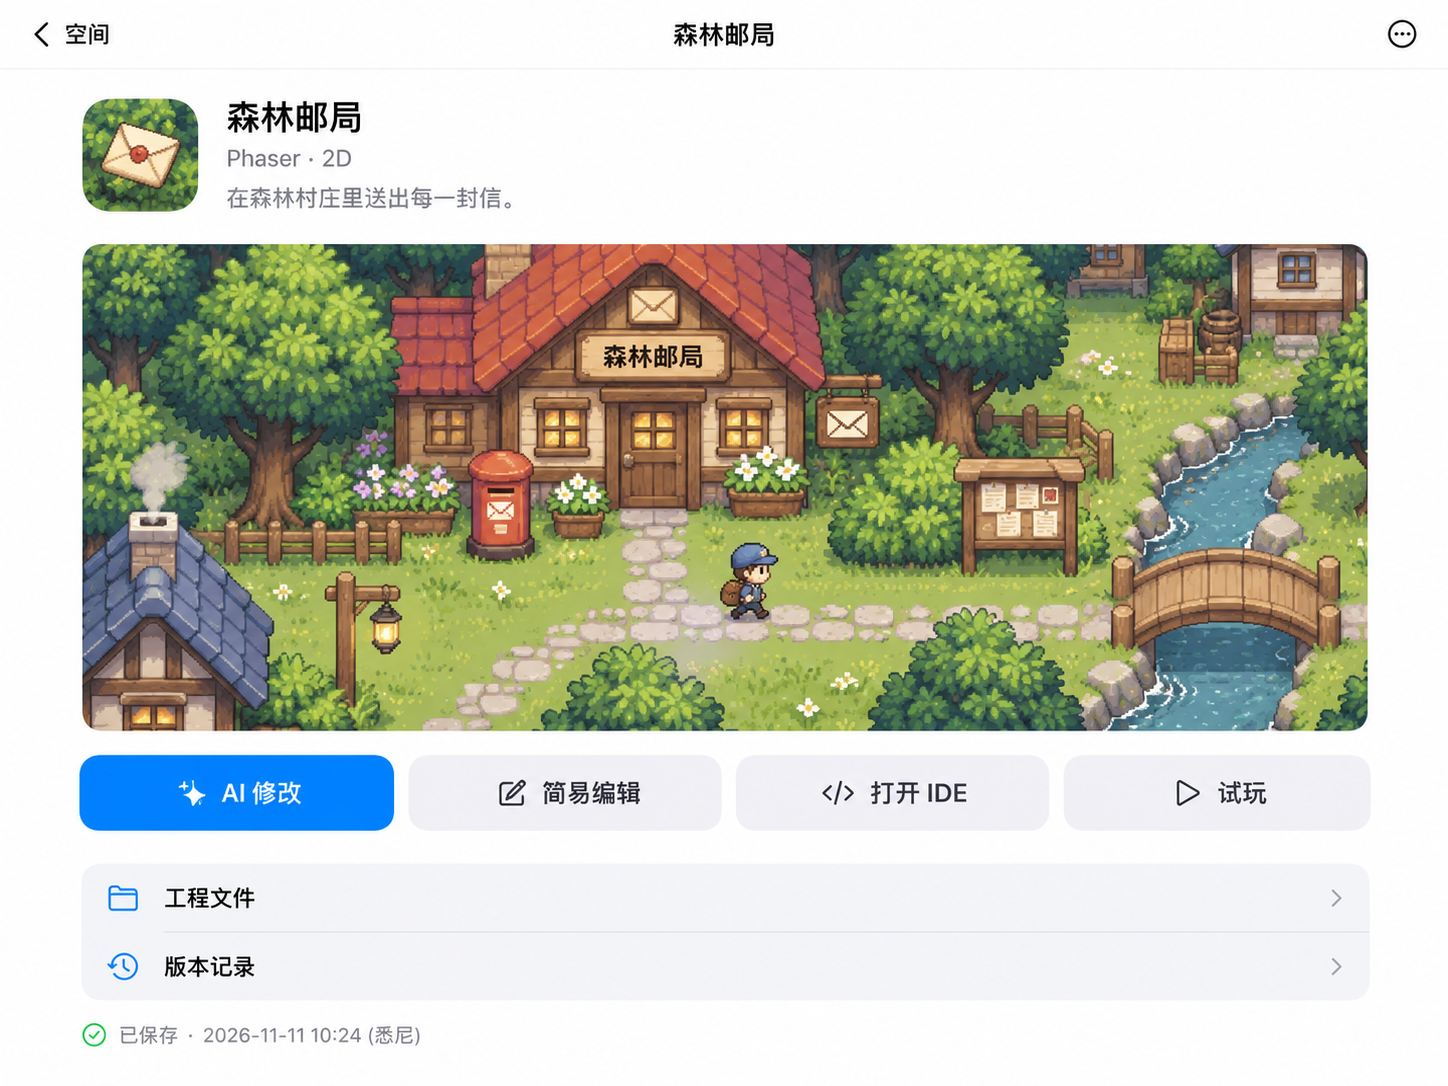 空间
森林邮局
森林邮局
Phaser · 2D
在森林村庄里送出每一封信。
森林邮局
AI 修改
简易编辑
</> 打开 IDE
试玩
工程文件
版本记录
已保存 · 2026-11-11 10:24 (悉尼)